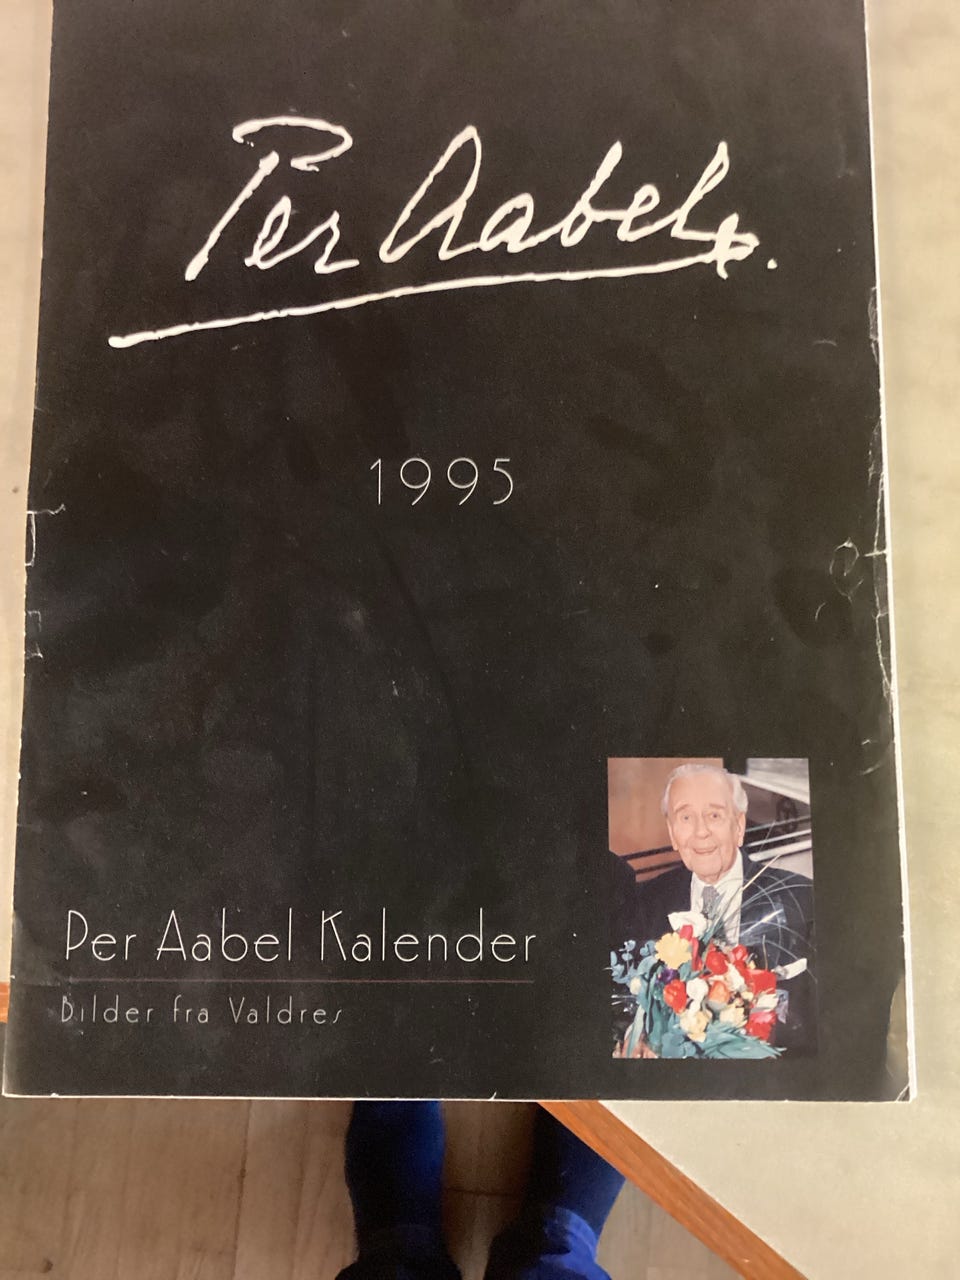 Per Aabel.
1995
Per Aabel Kalender
Bilder fra Valdres